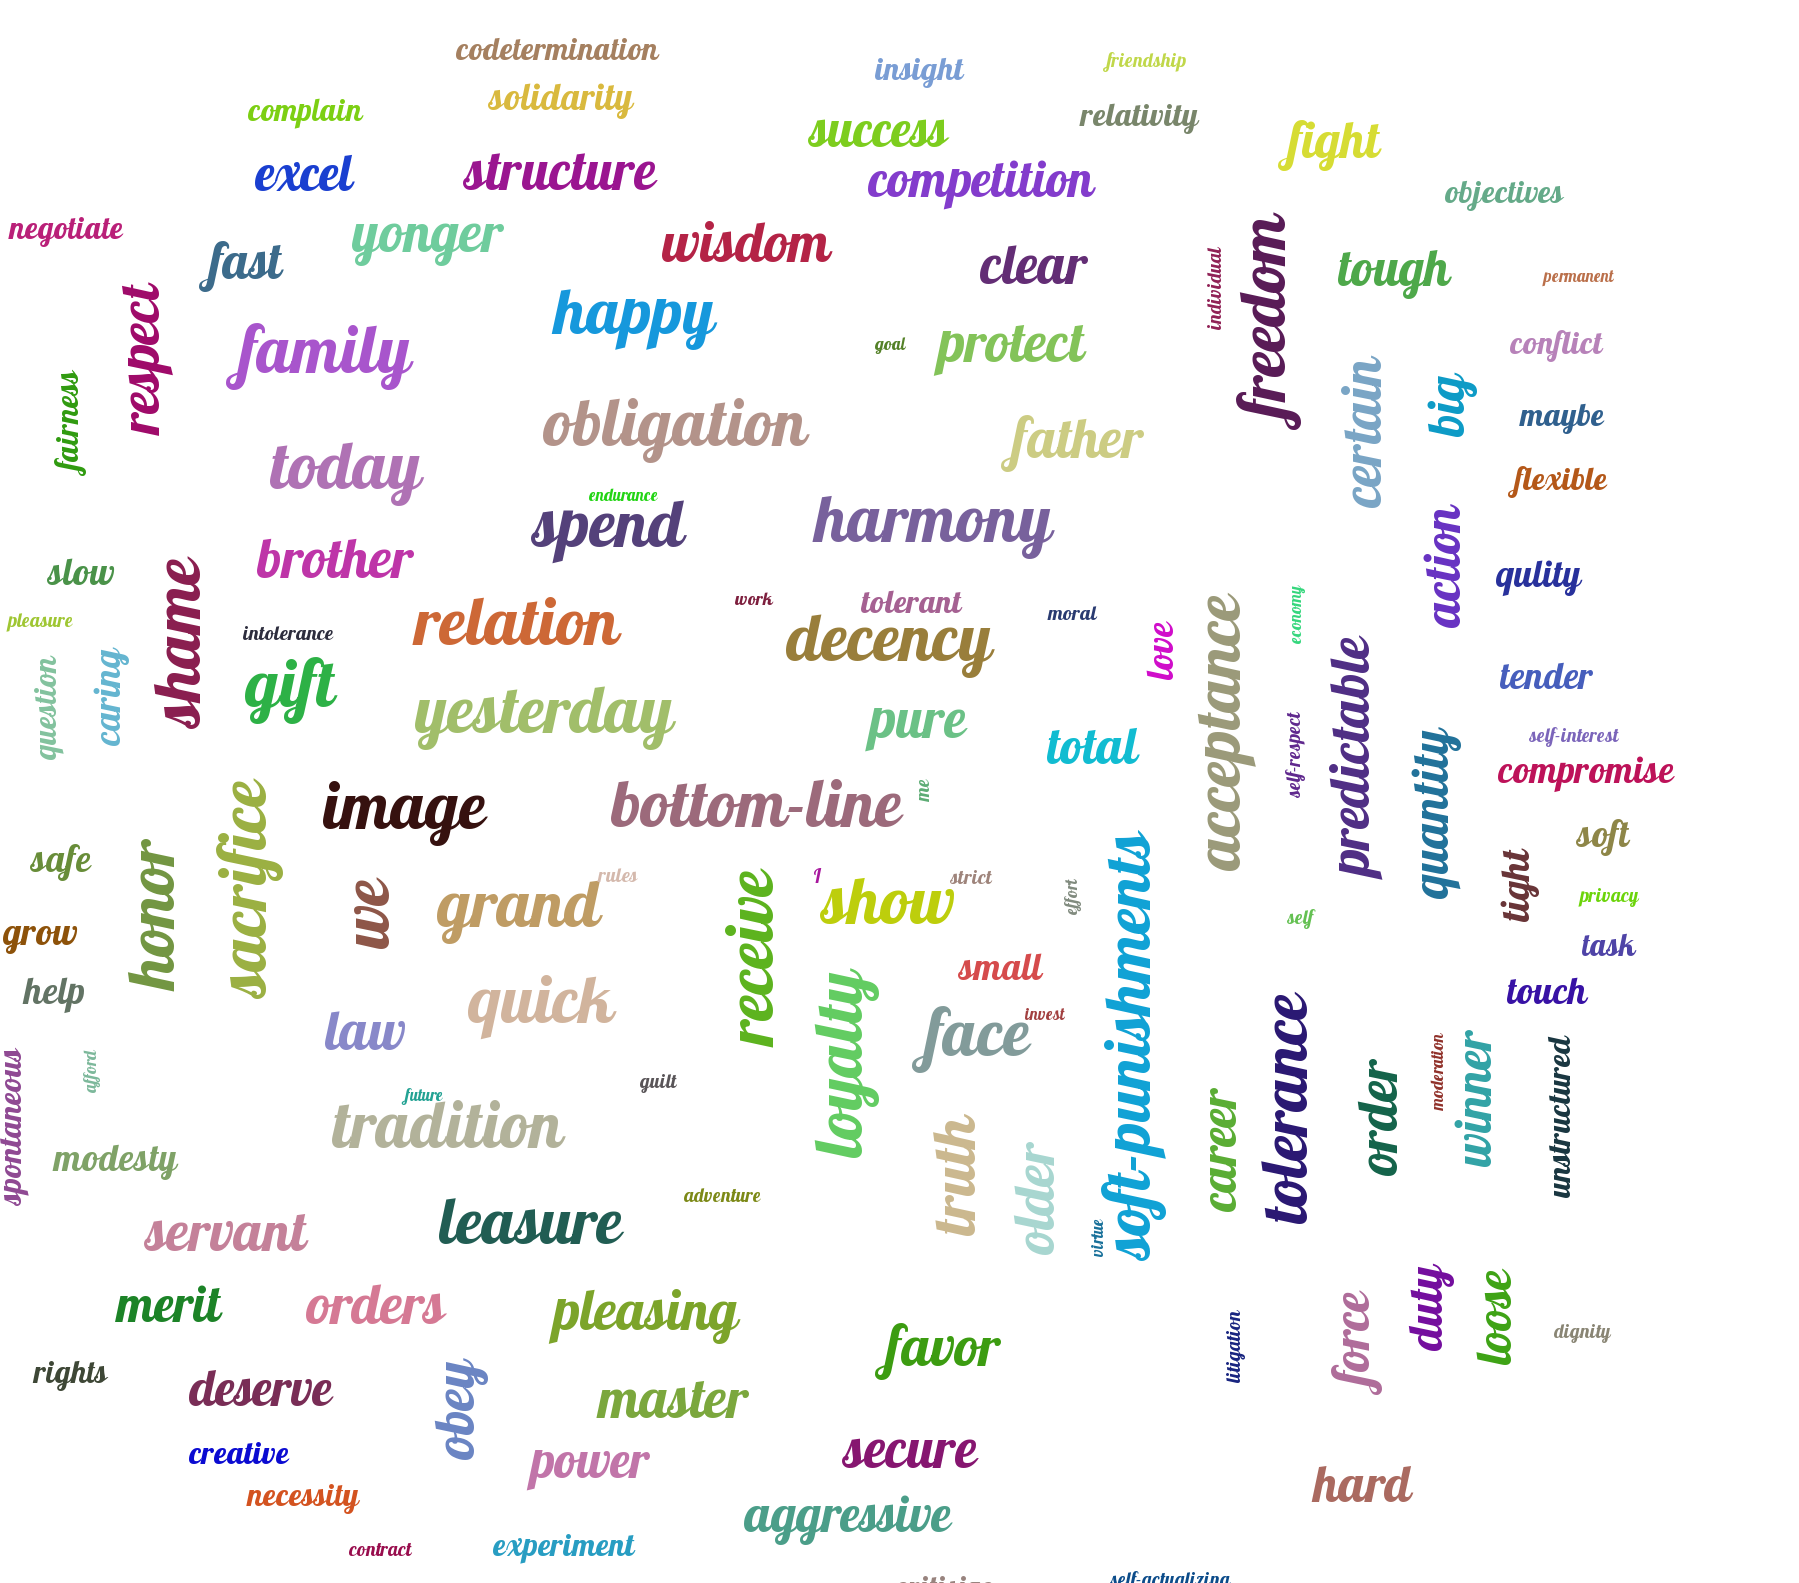 codetermination
insight
friendship
complain
solidarity
success
relativity
fight
excel
structure
competition
objectives
negotiate
fast
yonger
wisdom
clear
individual
freedom
tough
permanent
respect
happy
family
goal
protect
conflict
fairness
obligation
father
certain
big
maybe
today
endurance
flexible
spend
harmony
brother
action
slow
shame
qulity
pleasure
intolerance
relation
work
tolerant
moral
economy
decency
love
acceptance
question
caring
gift
yesterday
pure
total
predictable
tender
self-respect
self-interest
quantity
compromise
image
bottom-line
me
sacrifice
safe
honor
soft
we
grand
rules
receive
I
show
strict
effort
soft-punishments
tight
privacy
self
grow
task
help
quick
small
touch
law
loyalty
face
invest
tolerance
spontaneous
afford
future
guilt
tradition
career
order
moderation
winner
unstructured
modesty
truth
older
adventure
virtue
servant
leasure
merit
orders
pleasing
favor
litigation
force
duty
loose
dignity
rights
deserve
obey
master
creative
power
secure
hard
necessity
aggressive
contract
experiment
self-actualizing